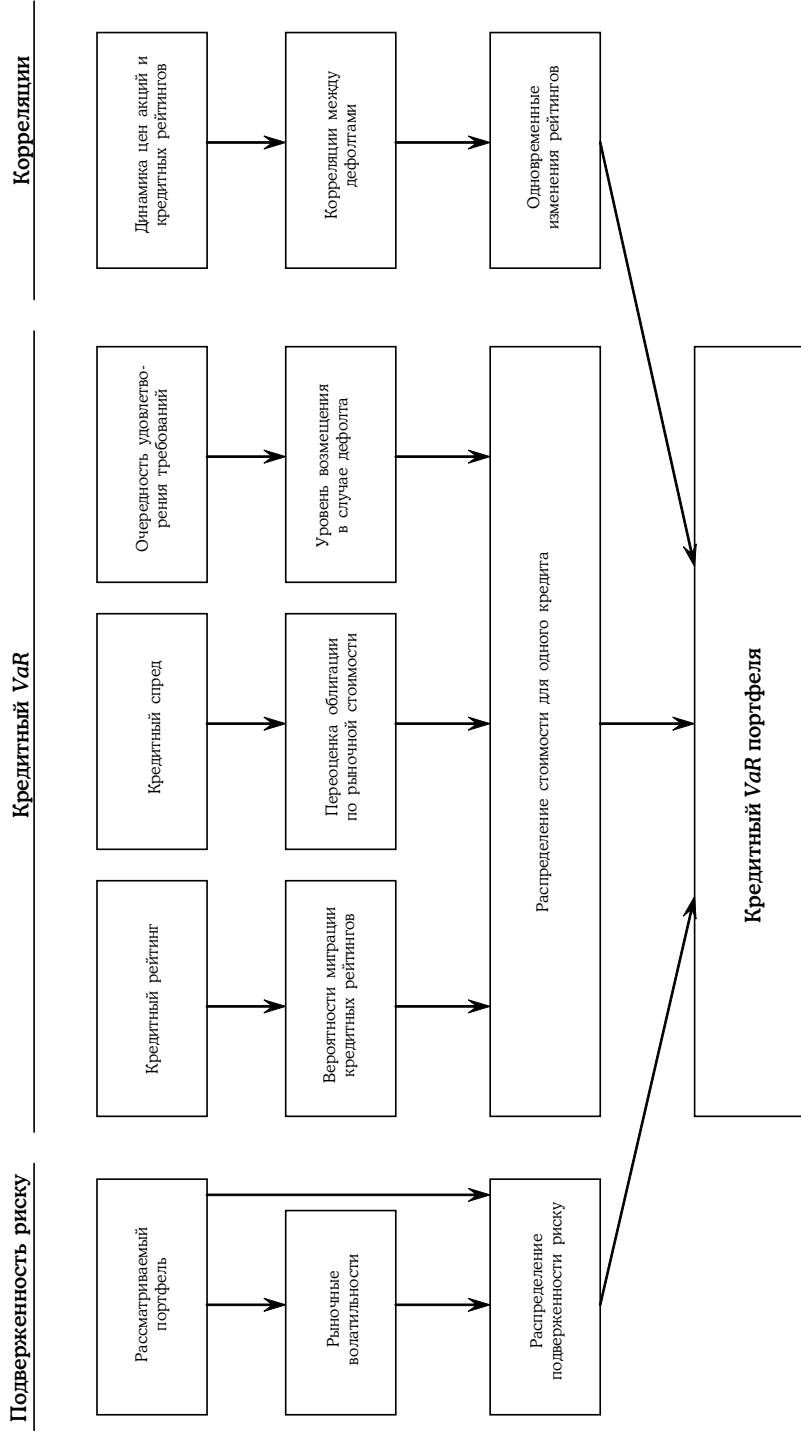 Подверженность риску
Рассматриваемый
портфель
Рыночные
волатильности
Распределение
подверженности риску
Кредитный VaR
Кредитный рейтинг
Вероятности миграции
кредитных рейтингов
Кредитный спред
Переоценка облигации
по рыночной стоимости
Очередность удовлетво-
рения требований
Уровень возмещения
в случае дефолта
Распределение стоимости для одного кредита
Корреляции
Динамика цен акций и
кредитных рейтингов
Корреляции между
дефолтами
Одновременные
изменения рейтингов
Кредитный VaR портфеля